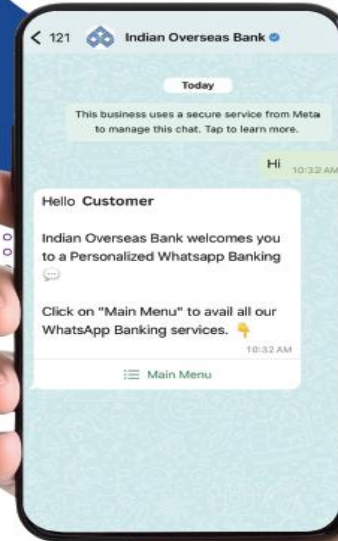 121 Indian Overseas Bank
Today
This business uses a secure service from Meta
to manage this chat. Tap to learn more.
Hi 10:32 AM
Hello Customer
Indian Overseas Bank welcomes you
to a Personalized Whatsapp Banking
💬
Click on "Main Menu" to avail all our
WhatsApp Banking services. 👇
10:32 AM
Main Menu